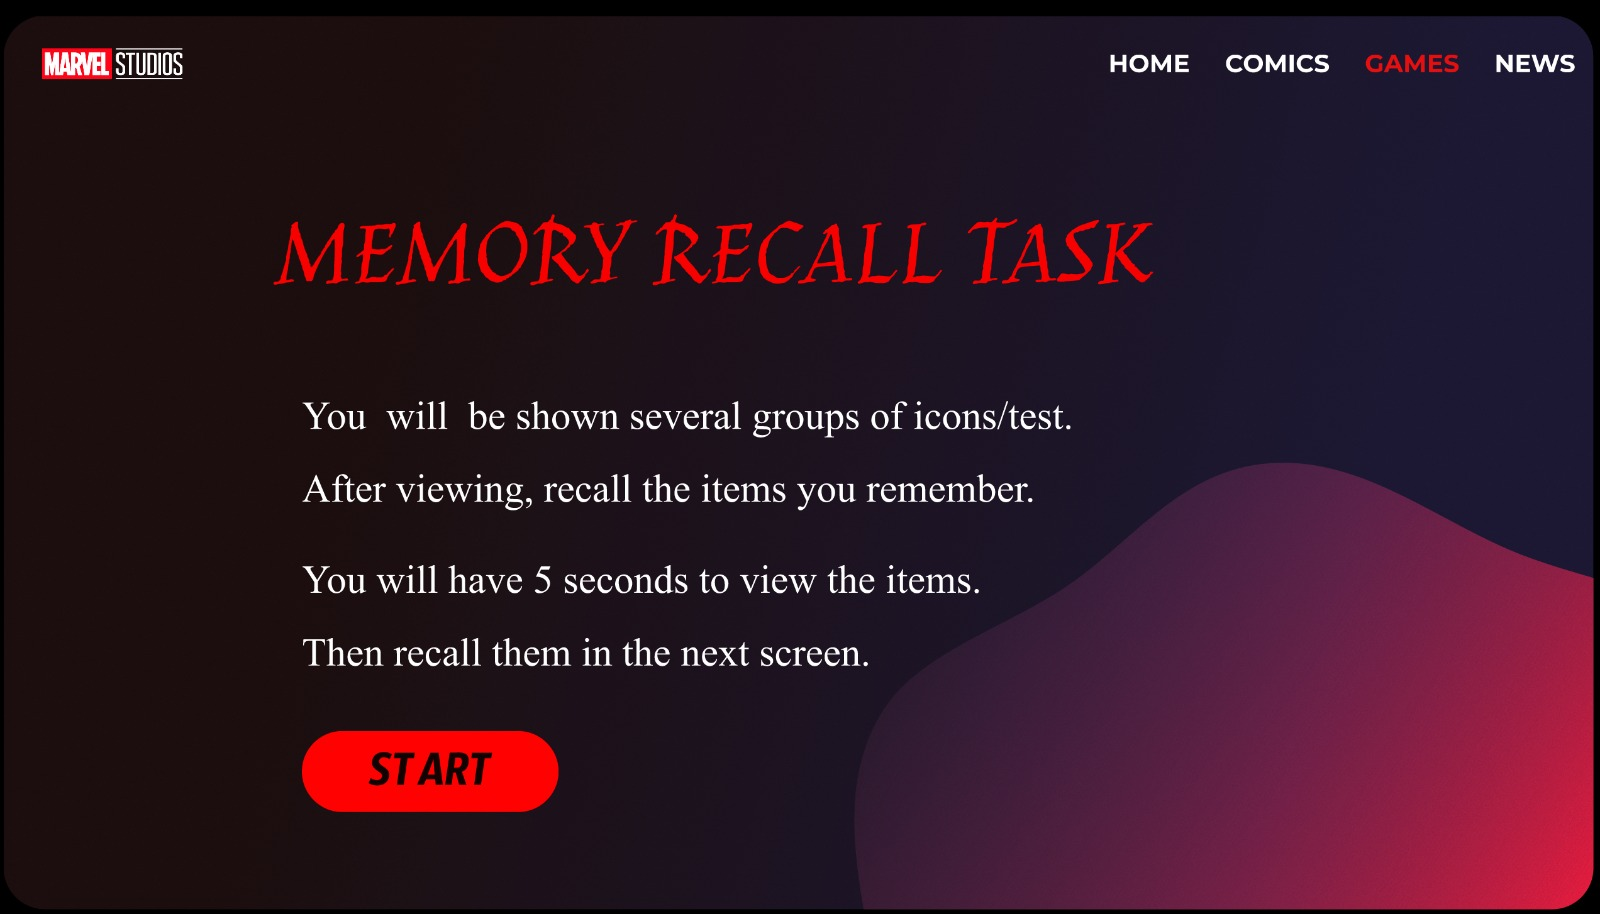 MARVEL STUDIOS
HOME COMICS GAMES NEWS
MEMORY RECALL TASK
You will be shown several groups of icons/test.
After viewing, recall the items you remember.
You will have 5 seconds to view the items.
Then recall them in the next screen.
START